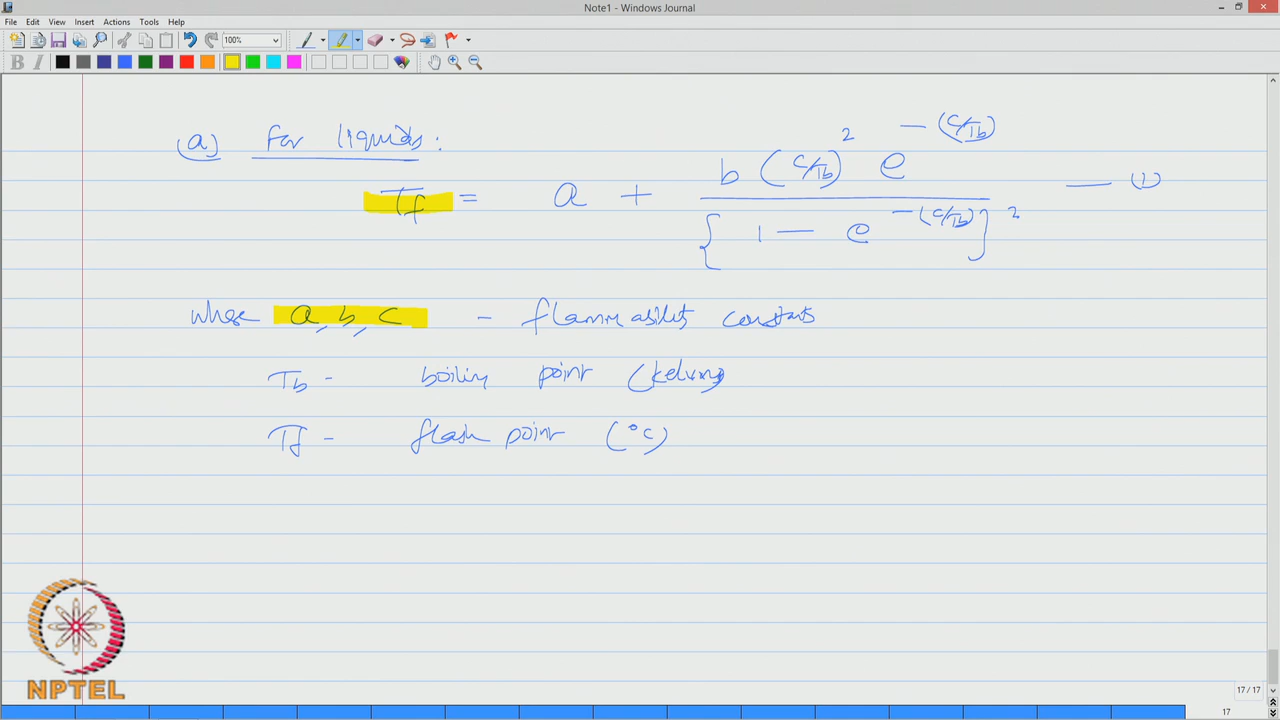 Note1 - Windows Journal
File Edit View Insert Actions Tools Help
100%
B I
(a) For liquids:
Tf = a + b (C/Tb)^2 e^-(C/Tb) / {1 - e^-(C/Tb)}^2 — (1)
where a, b, c - flammability constants
Tb - boiling point (kelvin)
Tf - flash point (°C)
NPTEL
17 / 17
17